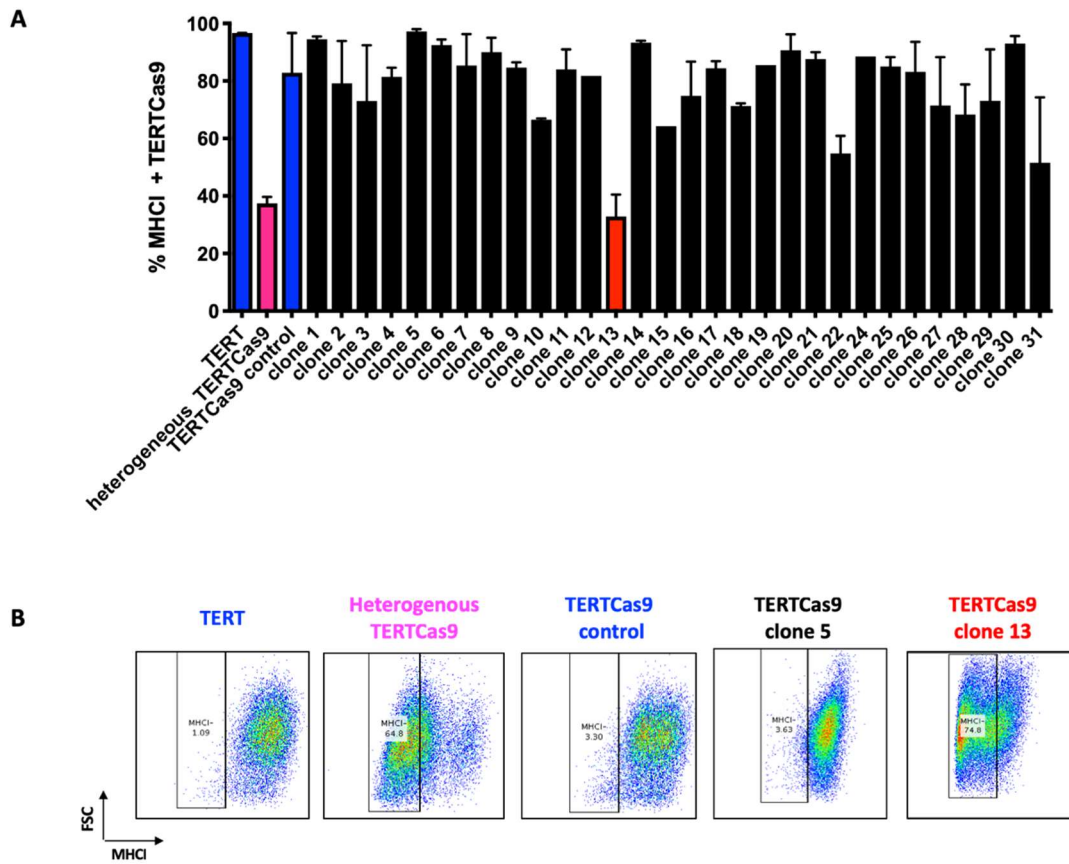 A
% MHCI + TERTCas9
100
80
60
40
20
0
TERT
heterogeneous TERTCas9
TERTCas9 control
clone 1
clone 2
clone 3
clone 4
clone 5
clone 6
clone 7
clone 8
clone 9
clone 10
clone 11
clone 12
clone 13
clone 14
clone 15
clone 16
clone 17
clone 18
clone 19
clone 20
clone 21
clone 22
clone 24
clone 25
clone 26
clone 27
clone 28
clone 29
clone 30
clone 31
B
TERT
Heterogenous
TERTCas9
TERTCas9
control
TERTCas9
clone 5
TERTCas9
clone 13
MHCI-
1.09
MHCI-
64.8
MHCI-
3.30
MHCI-
3.63
MHCI-
74.8
FSC
MHCI